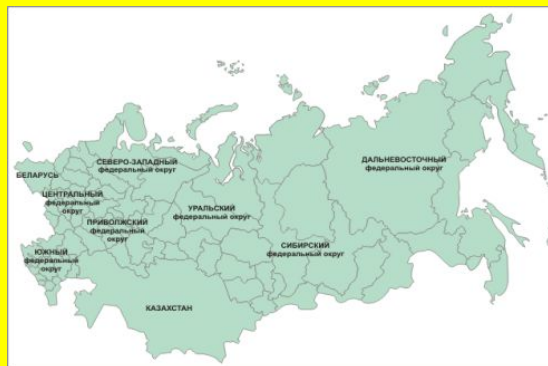 СЕВЕРО-ЗАПАДНЫЙ
федеральный округ
ДАЛЬНЕВОСТОЧНЫЙ
федеральный округ
БЕЛАРУСЬ
ЦЕНТРАЛЬНЫЙ
федеральный
округ
УРАЛЬСКИЙ
федеральный округ
ПРИВОЛЖСКИЙ
федеральный
округ
СИБИРСКИЙ
федеральный округ
ЮЖНЫЙ
федеральный
округ
КАЗАХСТАН